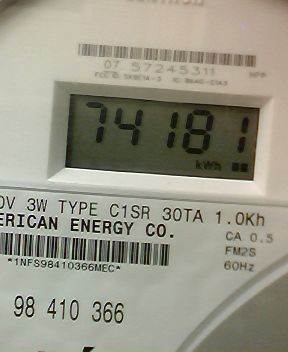 07 57245311
HPP
74181
kWh
0V 3W TYPE C1SR 30TA 1.0Kh
ERICAN ENERGY CO.
CA 0.5
FM2S
60Hz
*1NFS98410366MEC*
98 410 366